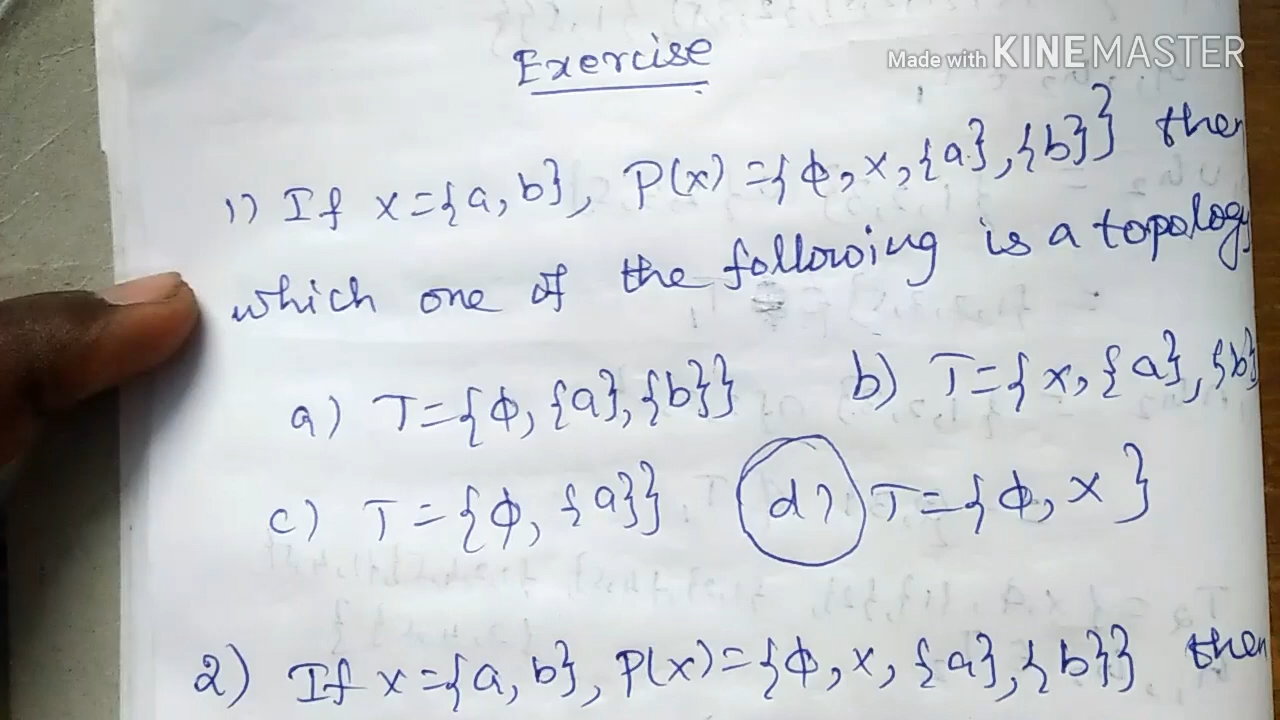 Exercise
Made with KINEMASTER
1) If x={a, b}, P(x) ={ϕ, x, {a}, {b}} then
which one of the following is a topology
a) T={ϕ, {a}, {b}} b) T={x, {a}, {b}
c) T={ϕ, {a}} d) T={ϕ, x}
2) If x={a, b}, P(x)={ϕ, x, {a}, {b}} then